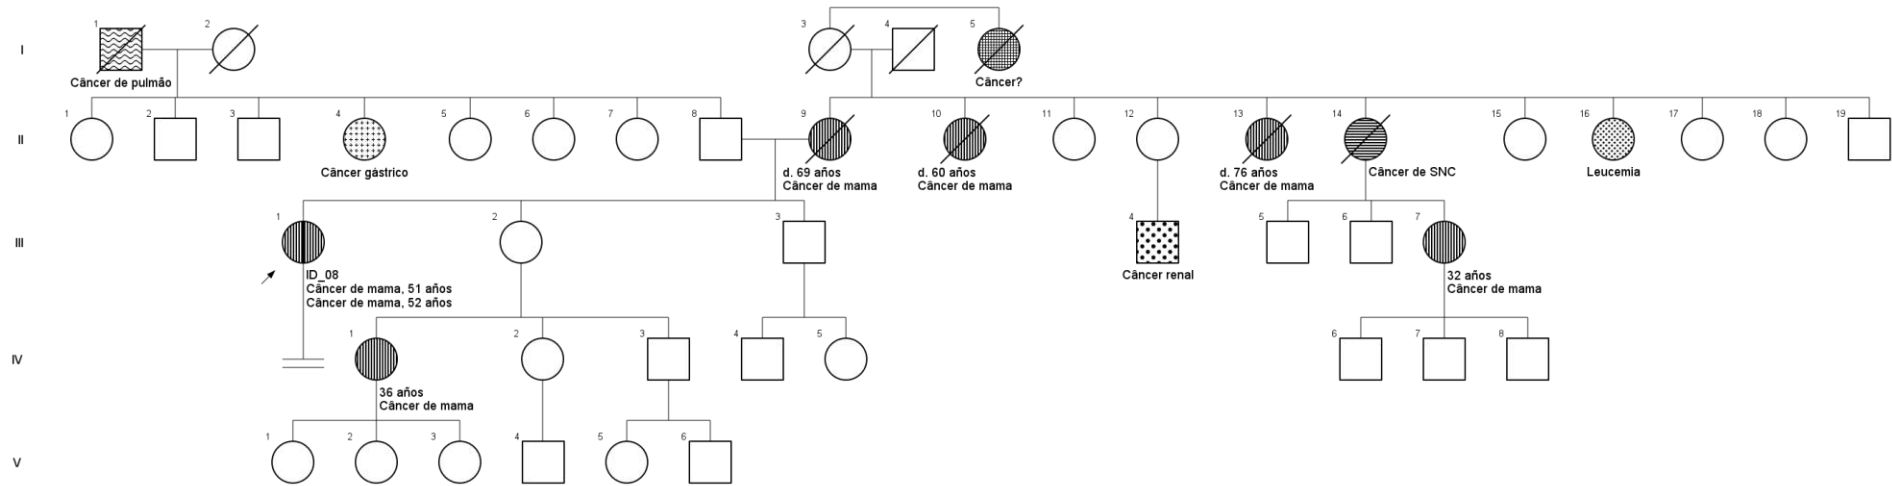 1 2 3 4 5
I
Câncer de pulmão Câncer?
1 2 3 4 5 6 7 8 9 10 11 12 13 14 15 16 17 18 19
II
Câncer gástrico d. 69 años d. 60 años d. 76 años Câncer de SNC Leucemia
Câncer de mama Câncer de mama Câncer de mama
1 2 3 4 5 6 7
III
ID_08 Câncer renal 32 años
Câncer de mama, 51 años Câncer de mama
Câncer de mama, 52 años
1 2 3 4 5 6 7 8
IV
36 años
Câncer de mama
1 2 3 4 5 6
V